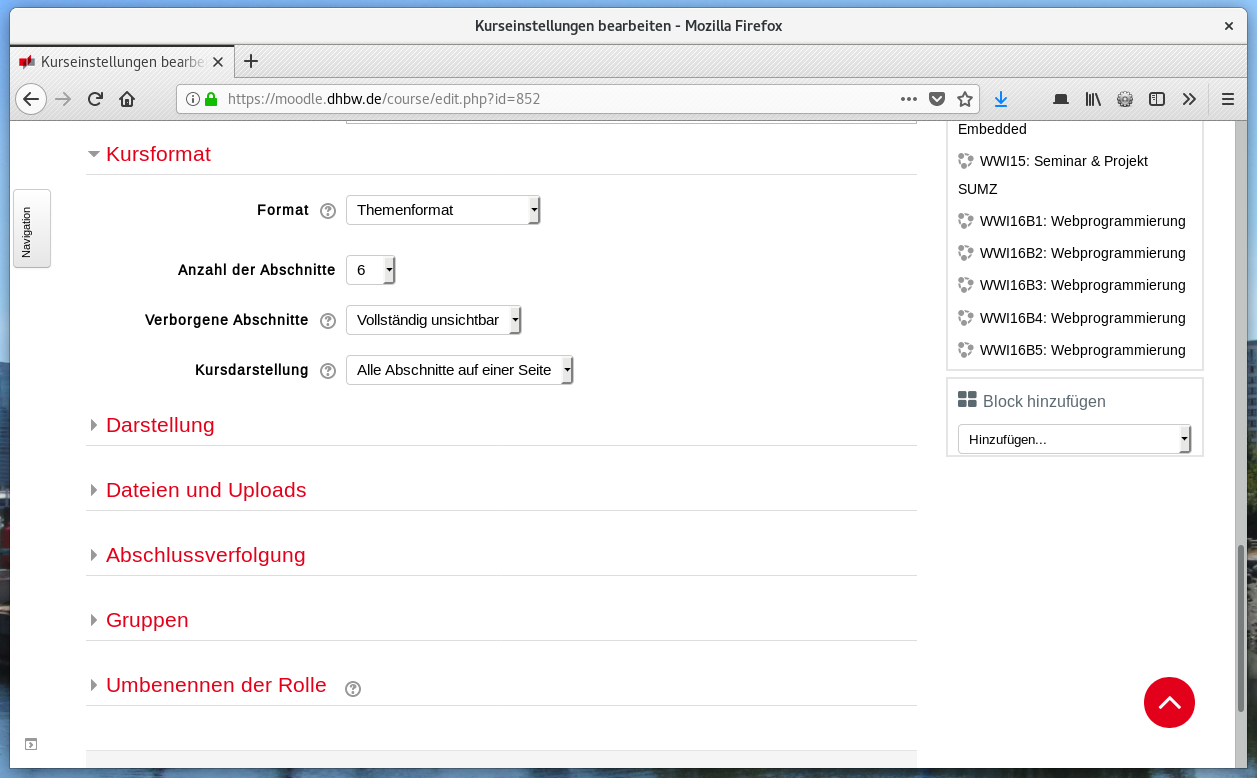 Kurseinstellungen bearbeiten - Mozilla Firefox
Kurseinstellungen bearbe
https://moodle.dhbw.de/course/edit.php?id=852
Navigation
Kursformat
Format
Themenformat
Anzahl der Abschnitte
6
Verborgene Abschnitte
Vollständig unsichtbar
Kursdarstellung
Alle Abschnitte auf einer Seite
Darstellung
Dateien und Uploads
Abschlussverfolgung
Gruppen
Umbenennen der Rolle
Embedded
WWI15: Seminar & Projekt
SUMZ
WWI16B1: Webprogrammierung
WWI16B2: Webprogrammierung
WWI16B3: Webprogrammierung
WWI16B4: Webprogrammierung
WWI16B5: Webprogrammierung
Block hinzufügen
Hinzufügen...